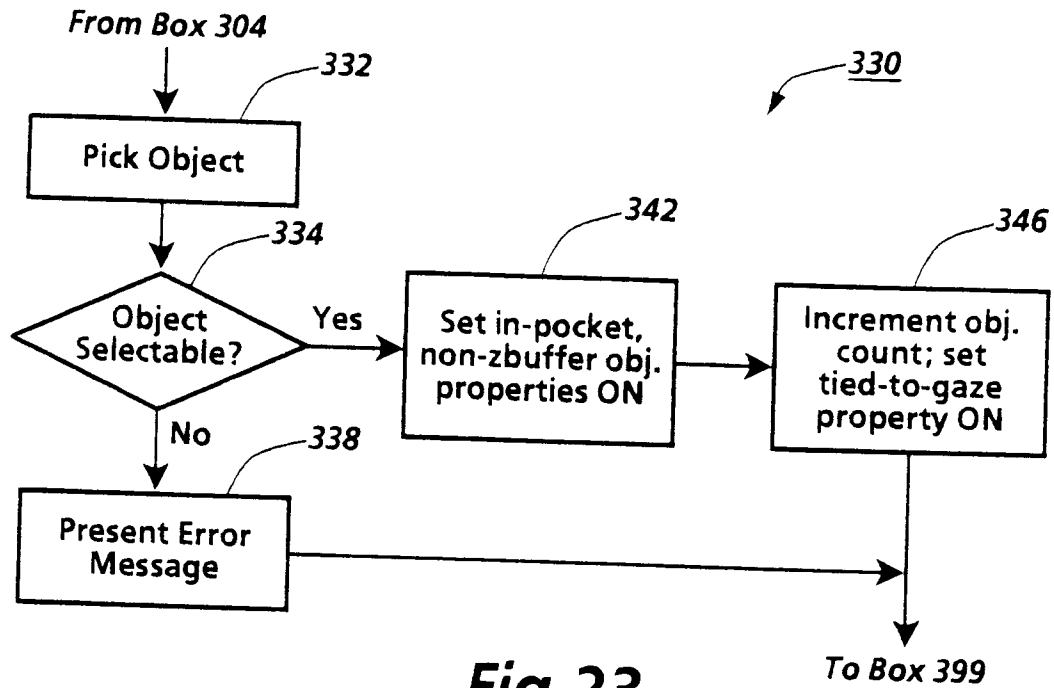 From Box 304
332
330
Pick Object
334
342
346
Object
Selectable?
Yes
Set in-pocket,
non-zbuffer obj.
properties ON
Increment obj.
count; set
tied-to-gaze
property ON
No
338
Present Error
Message
To Box 399
Fig.23